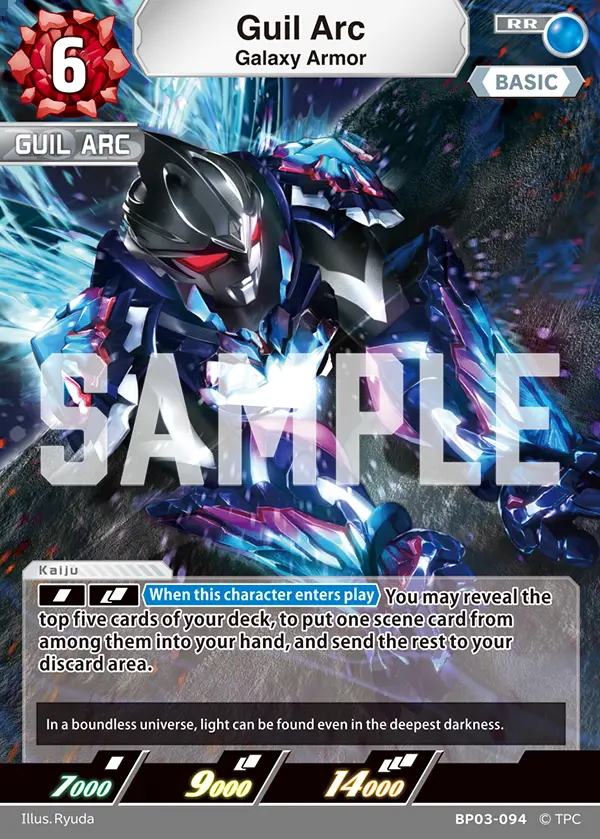 6
Guil Arc
Galaxy Armor
RR
BASIC
GUIL ARC
SAMPLE
Kaiju
When this character enters play You may reveal the
top five cards of your deck, to put one scene card from
among them into your hand, and send the rest to your
discard area.
In a boundless universe, light can be found even in the deepest darkness.
7000 9000 14000
Illus. Ryuda BP03-094 © TPC